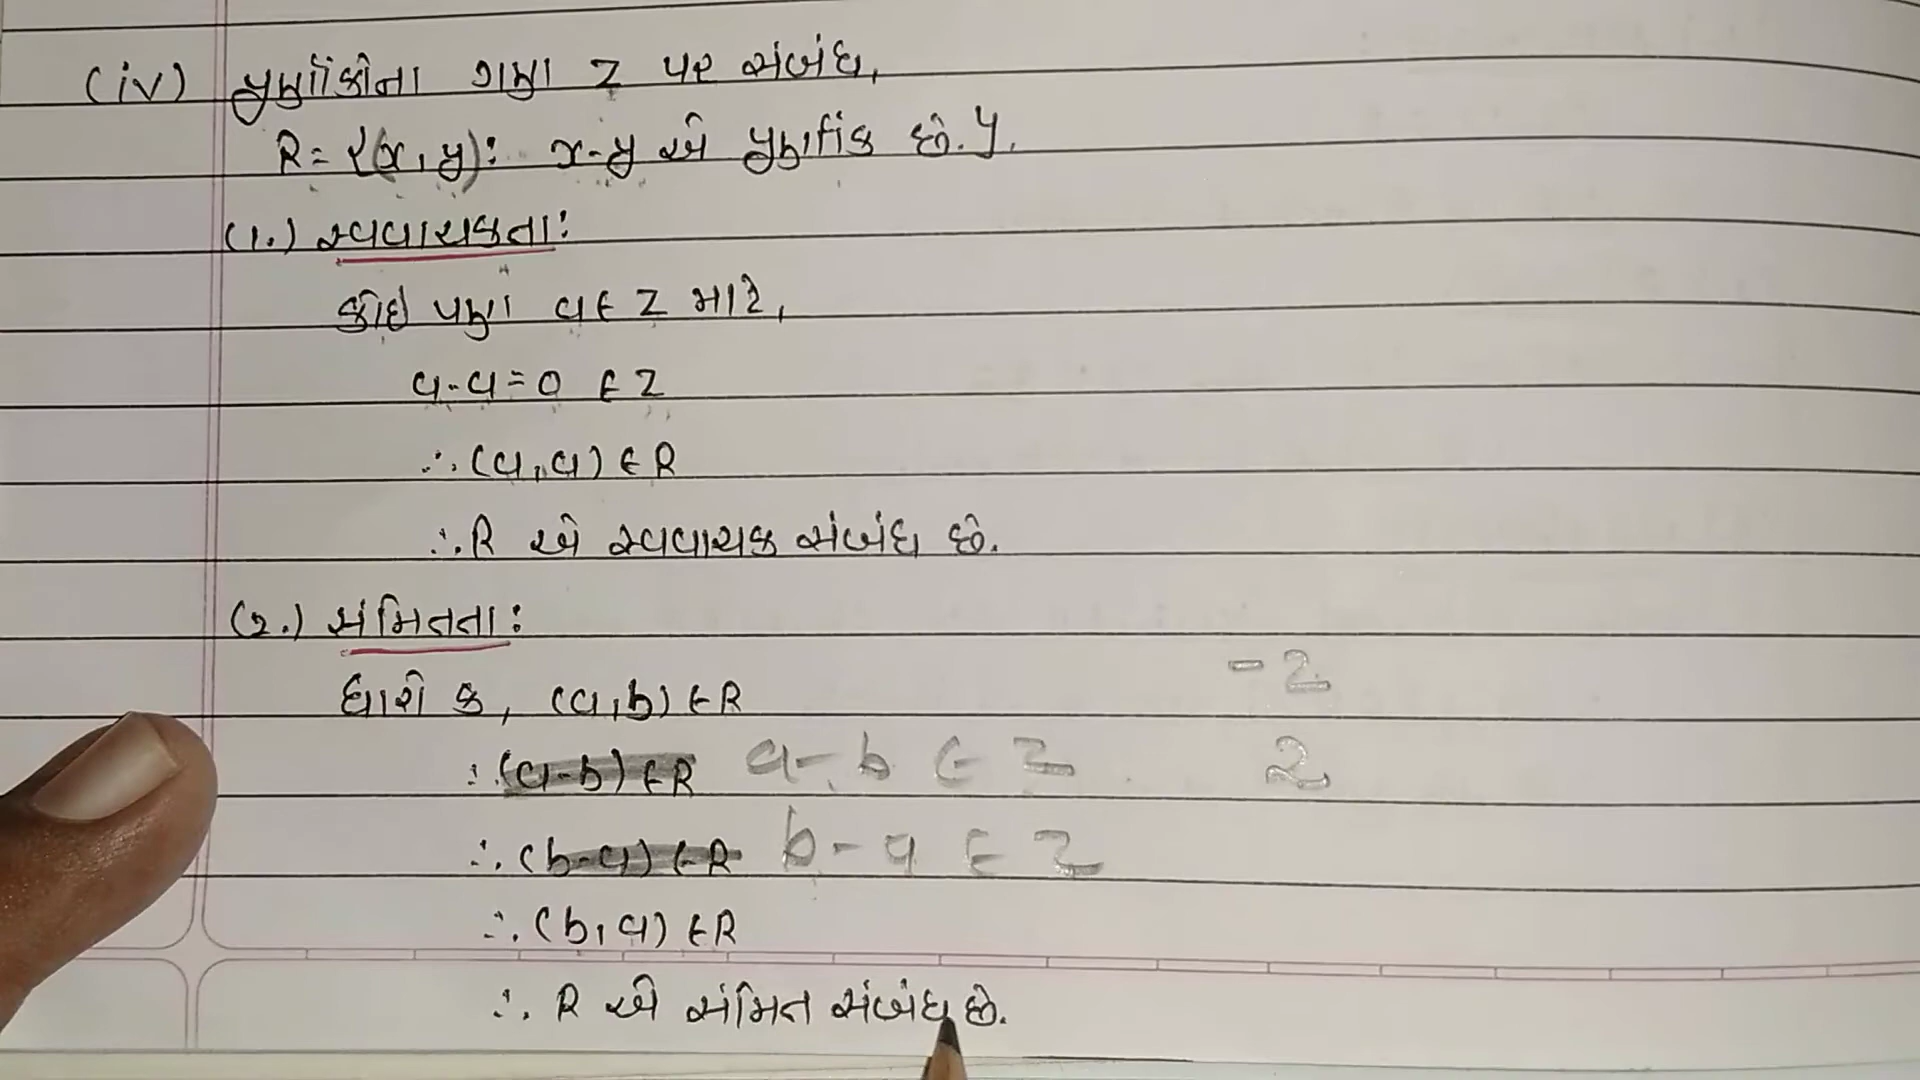 (iv) પૂર્ણાંકોના ગણ Z પર સંબંધ,
R = {(x, y) : x-y એ પૂર્ણાંક છે.}.
(1.) સ્વવાચકતા :
કોઈ પણ a ∈ Z માટે,
a-a=0 ∈ Z
∴ (a, a) ∈ R
∴ R એ સ્વવાચક સંબંધ છે.
(2.) સંમિતતા :
-2
ધારો કે, (a, b) ∈ R
∴ (a-b) ∈ R a-b ∈ Z 2
∴ (b-a) ∈ R b-a ∈ Z
∴ (b, a) ∈ R
∴ R એ સંમિત સંબંધ છે.